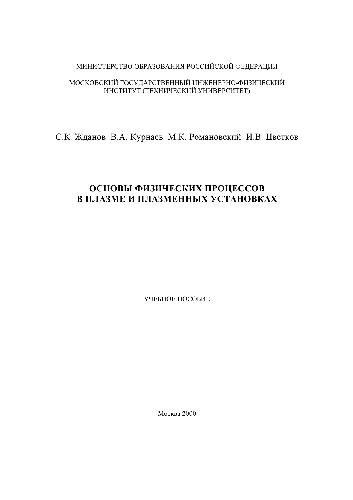 МИНИСТЕРСТВО ОБРАЗОВАНИЯ РОССИЙСКОЙ ФЕДЕРАЦИИ
МОСКОВСКИЙ ГОСУДАРСТВЕННЫЙ ИНЖЕНЕРНО-ФИЗИЧЕСКИЙ
ИНСТИТУТ (ТЕХНИЧЕСКИЙ УНИВЕРСИТЕТ)
С.К. Жданов В.А. Курнаев М.К. Романовский И.В. Цветков
ОСНОВЫ ФИЗИЧЕСКИХ ПРОЦЕССОВ
В ПЛАЗМЕ И ПЛАЗМЕННЫХ УСТАНОВКАХ
УЧЕБНОЕ ПОСОБИЕ
Москва 2000